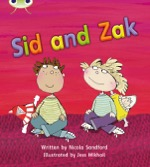 Sid and Zak
Written by Nicola Sandford
Illustrated by Jess Mikhail